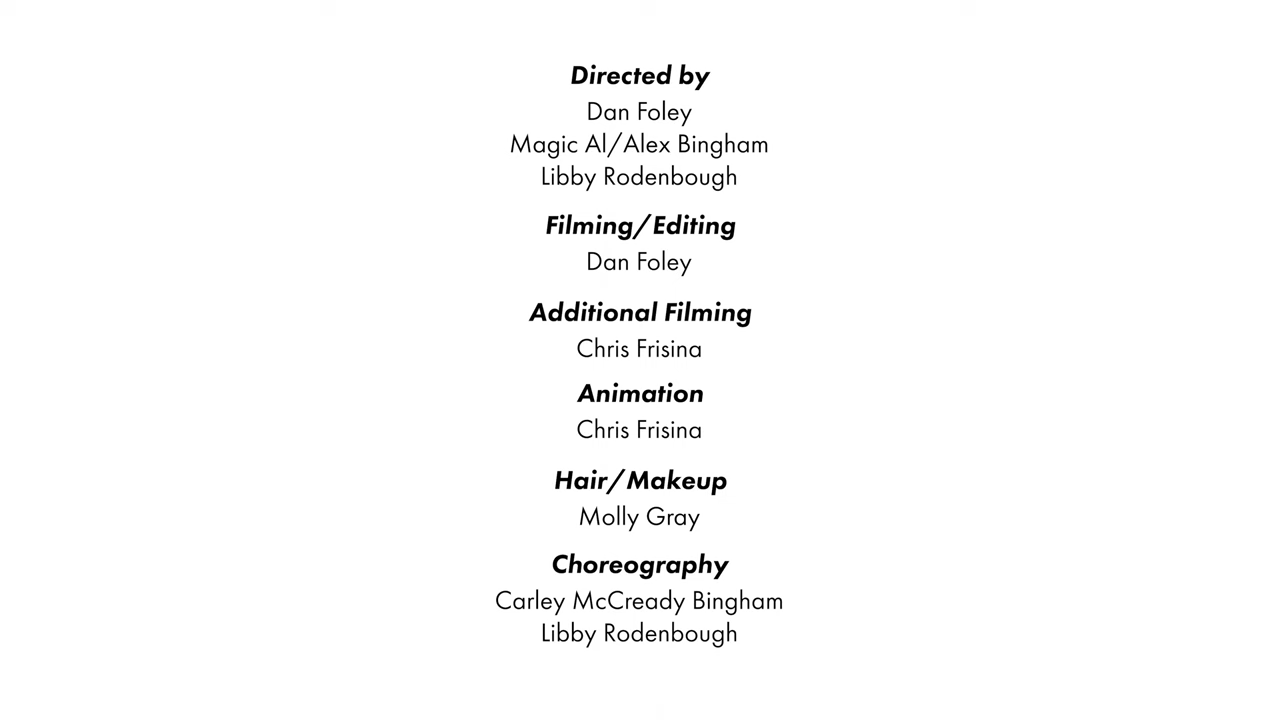 Directed by
Dan Foley
Magic Al/Alex Bingham
Libby Rodenbough
Filming/Editing
Dan Foley
Additional Filming
Chris Frisina
Animation
Chris Frisina
Hair/Makeup
Molly Gray
Choreography
Carley McCready Bingham
Libby Rodenbough